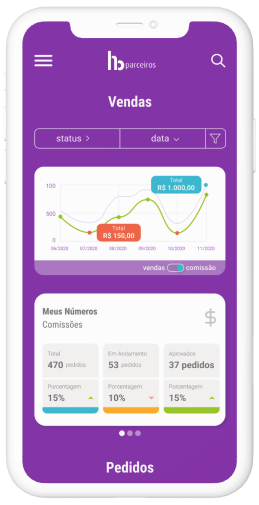 hb parceiros
Vendas
status
data
100
500
0
Total
R$ 1.000,00
Total
R$ 150,00
06/2020 07/2020 08/2020 09/2020 10/2020 11/2020
vendas comissão
Meus Números
Comissões
$
Total
470 pedidos
Em Andamento
53 pedidos
Aprovados
37 pedidos
Porcentagem
15%
Porcentagem
10%
Porcentagem
15%
Pedidos